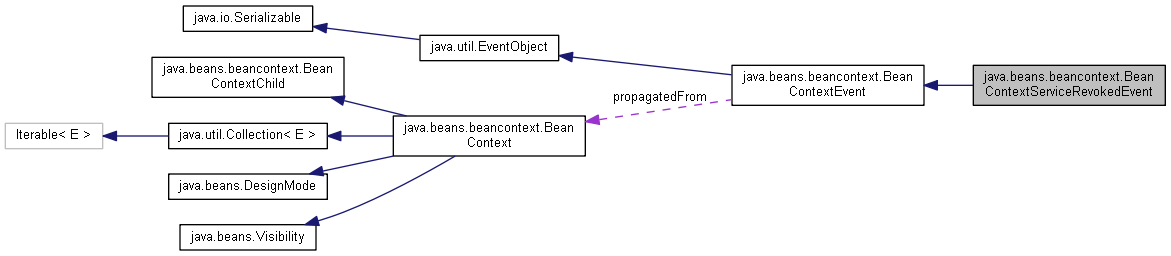 java.io.Serializable
java.util.EventObject
java.beans.beancontext.Bean
ContextChild
java.beans.beancontext.Bean
ContextEvent
java.beans.beancontext.Bean
ContextServiceRevokedEvent
propagatedFrom
Iterable< E >
java.util.Collection< E >
java.beans.beancontext.Bean
Context
java.beans.DesignMode
java.beans.Visibility